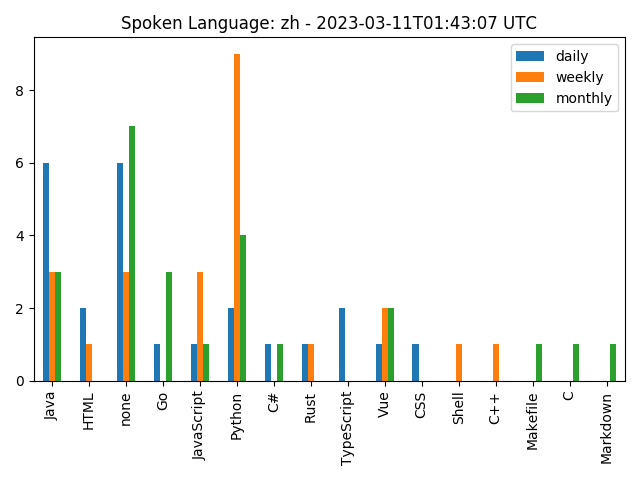 Spoken Language: zh - 2023-03-11T01:43:07 UTC
daily
weekly
monthly
8
6
4
2
0
Java
HTML
none
Go
JavaScript
Python
C#
Rust
TypeScript
Vue
CSS
Shell
C++
Makefile
C
Markdown